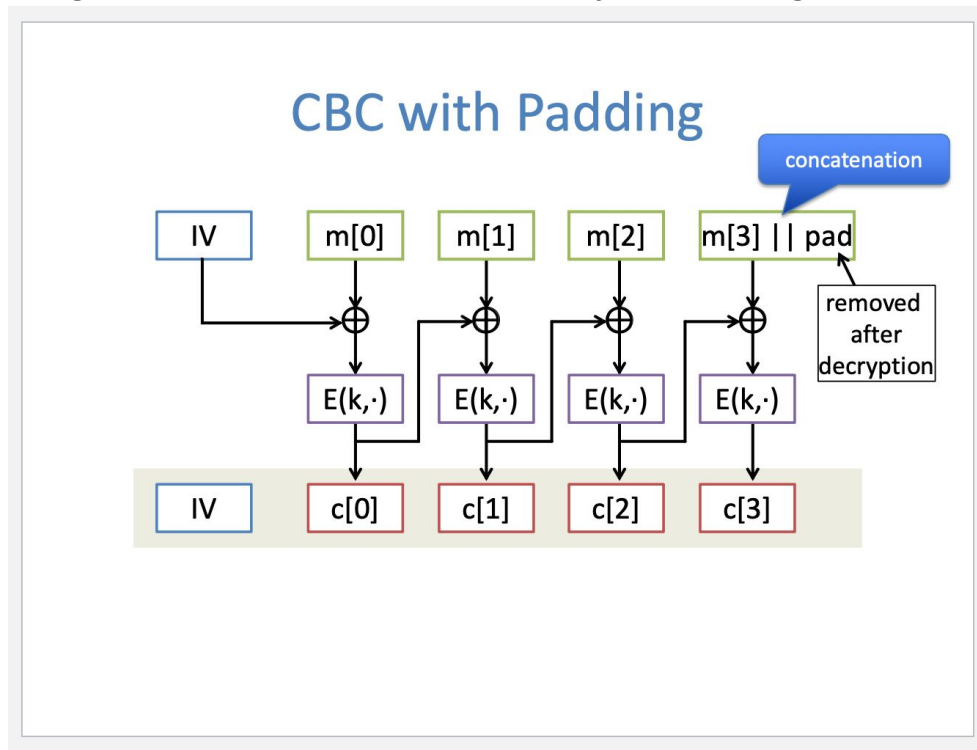 CBC with Padding
concatenation
IV
m[0]
m[1]
m[2]
m[3] || pad
removed
after
decryption
E(k,·)
E(k,·)
E(k,·)
E(k,·)
IV
c[0]
c[1]
c[2]
c[3]